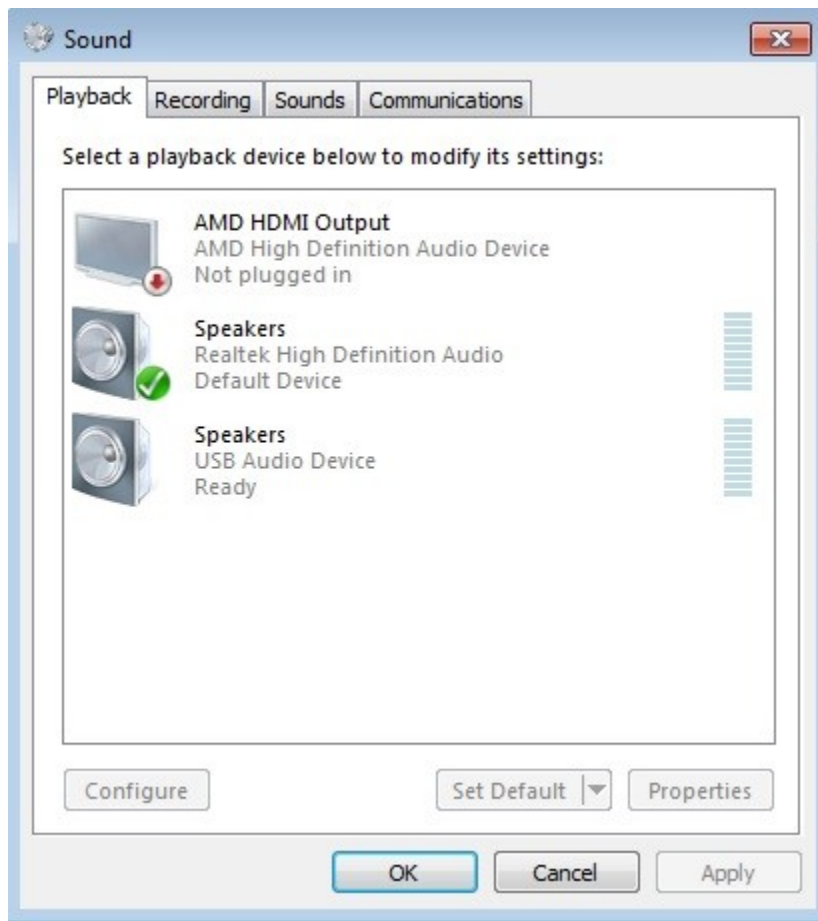 Sound
Playback Recording Sounds Communications
Select a playback device below to modify its settings:
AMD HDMI Output
AMD High Definition Audio Device
Not plugged in
Speakers
Realtek High Definition Audio
Default Device
Speakers
USB Audio Device
Ready
Configure Set Default Properties
OK Cancel Apply